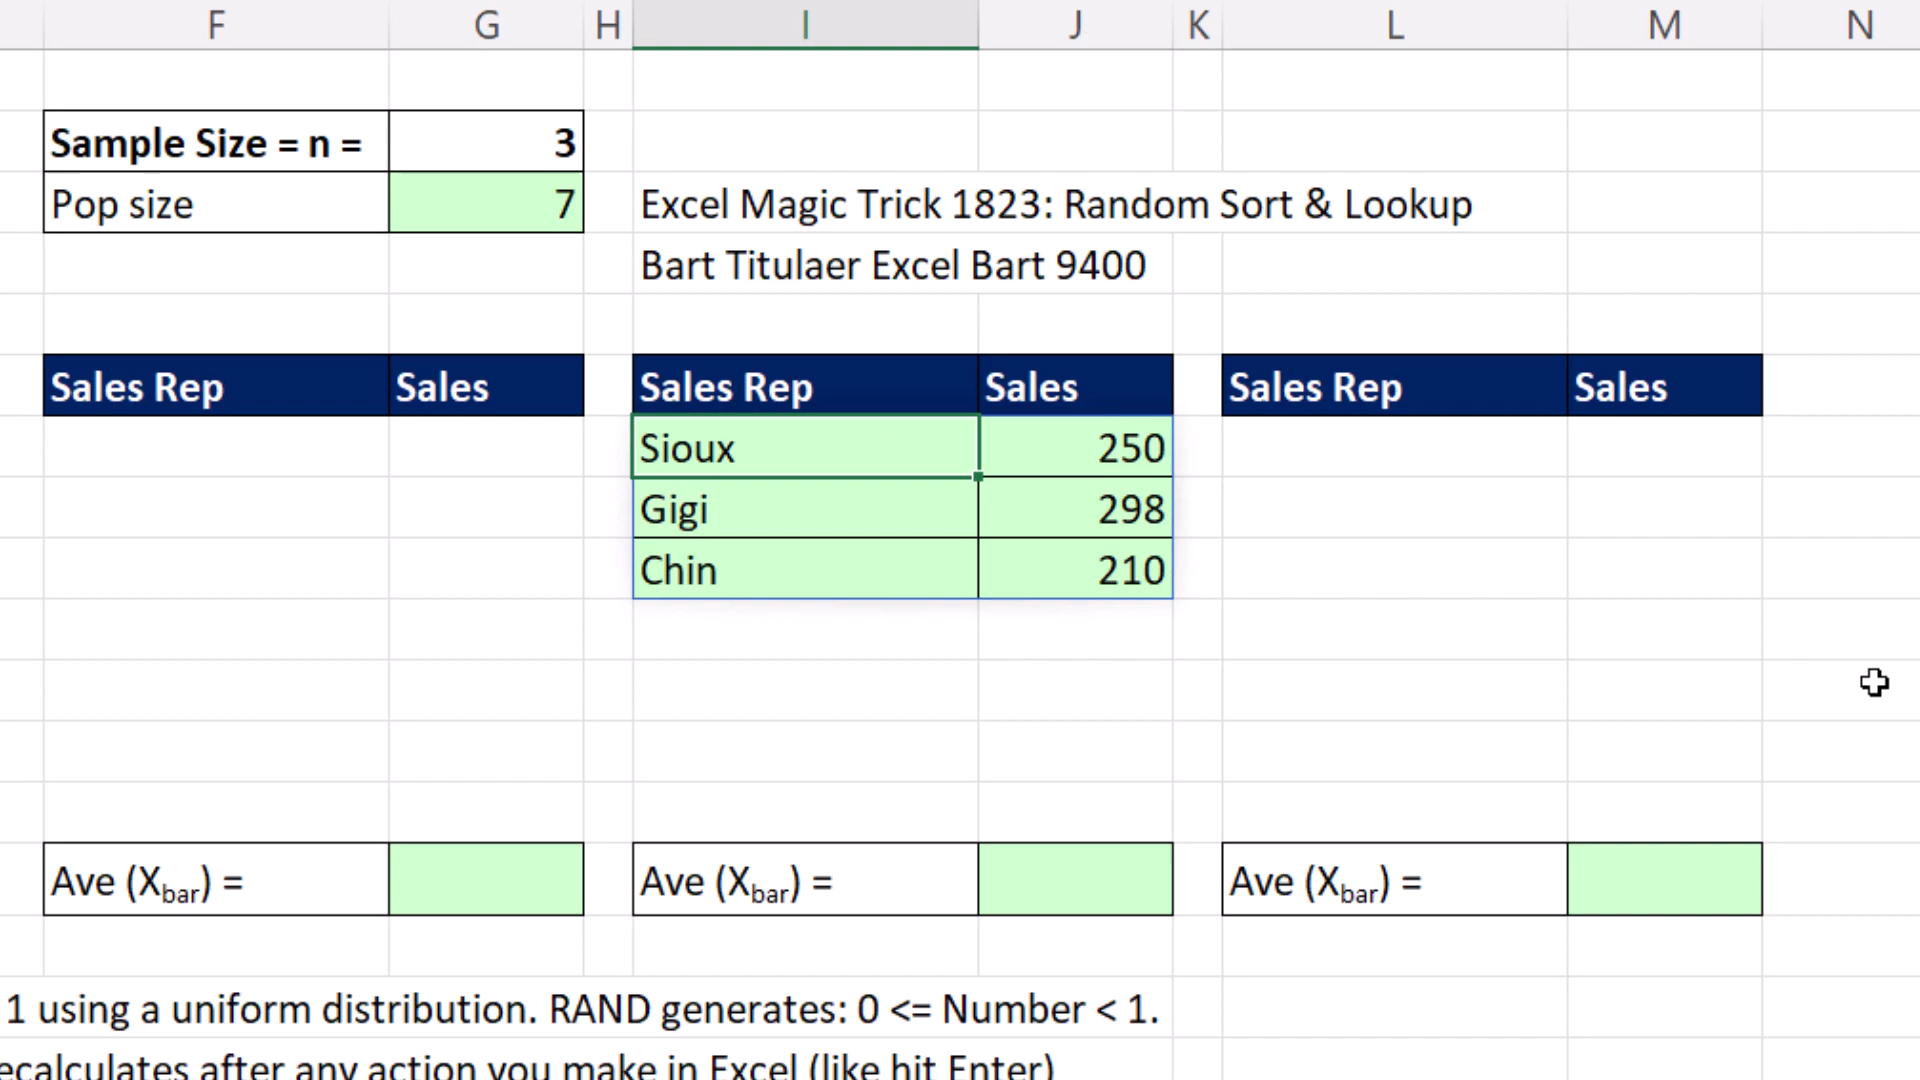 F G H I J K L M N
Sample Size = n = 3
Pop size 7 Excel Magic Trick 1823: Random Sort & Lookup
Bart Titulaer Excel Bart 9400
Sales Rep Sales Sales Rep Sales Sales Rep Sales
Sioux 250
Gigi 298
Chin 210
Ave (Xbar) = Ave (Xbar) = Ave (Xbar) =
1 using a uniform distribution. RAND generates: 0 <= Number < 1.
ecalculates after any action you make in Excel (like hit Enter)